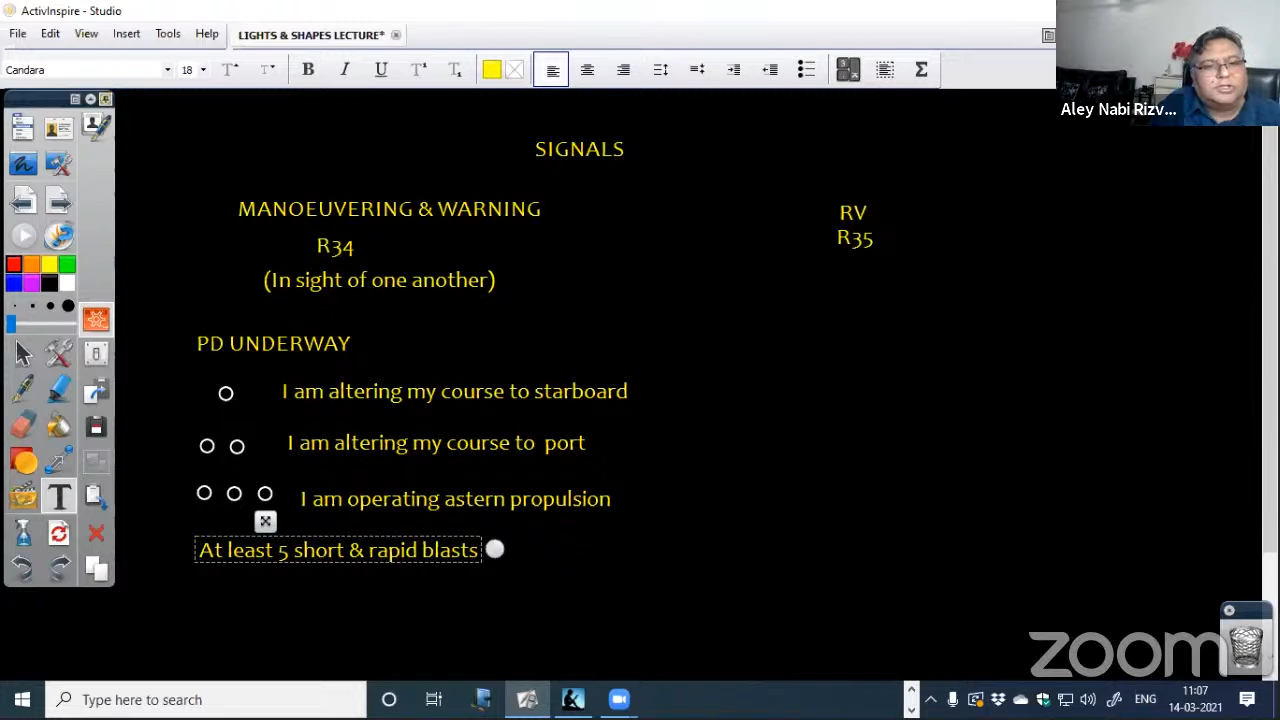 ActivInspire - Studio
File Edit View Insert Tools Help
LIGHTS & SHAPES LECTURE*
Candara 18
Aley Nabi Rizv...
SIGNALS
MANOEUVERING & WARNING
R34
(In sight of one another)
RV
R35
PD UNDERWAY
I am altering my course to starboard
I am altering my course to port
I am operating astern propulsion
At least 5 short & rapid blasts
zoom
Type here to search
ENG
11:07
14-03-2021